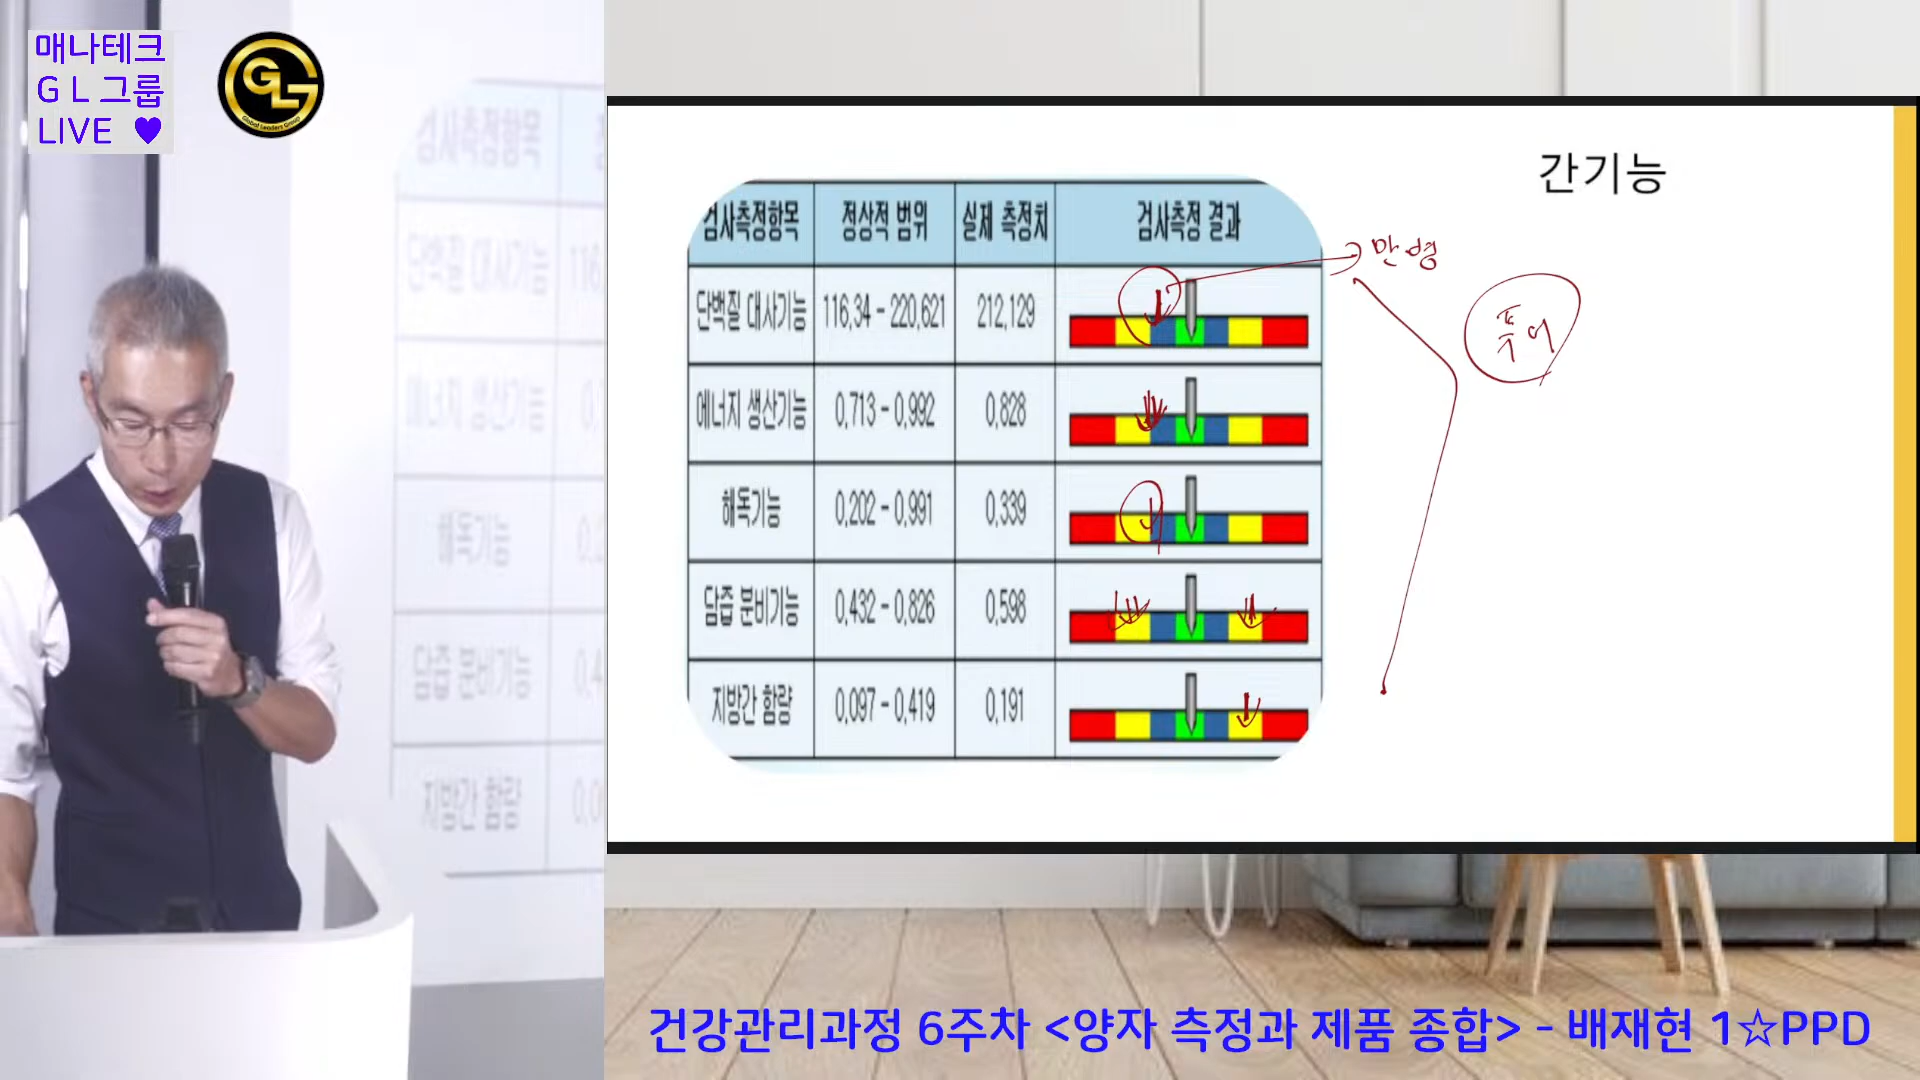 매나테크
G L 그룹
LIVE ♥
GLG
Global Leaders Group
간기능
검사측정항목 정상적 범위 실제 측정치 검사측정 결과
단백질 대사기능 116,34 - 220,621 212,129
에너지 생산기능 0,713 - 0,992 0,828
해독기능 0,202 - 0,991 0,339
담즙 분비기능 0,432 - 0,826 0,598
지방간 함량 0,097 - 0,419 0,191
만성
건강관리과정 6주차 <양자 측정과 제품 종합> - 배재현 1☆PPD